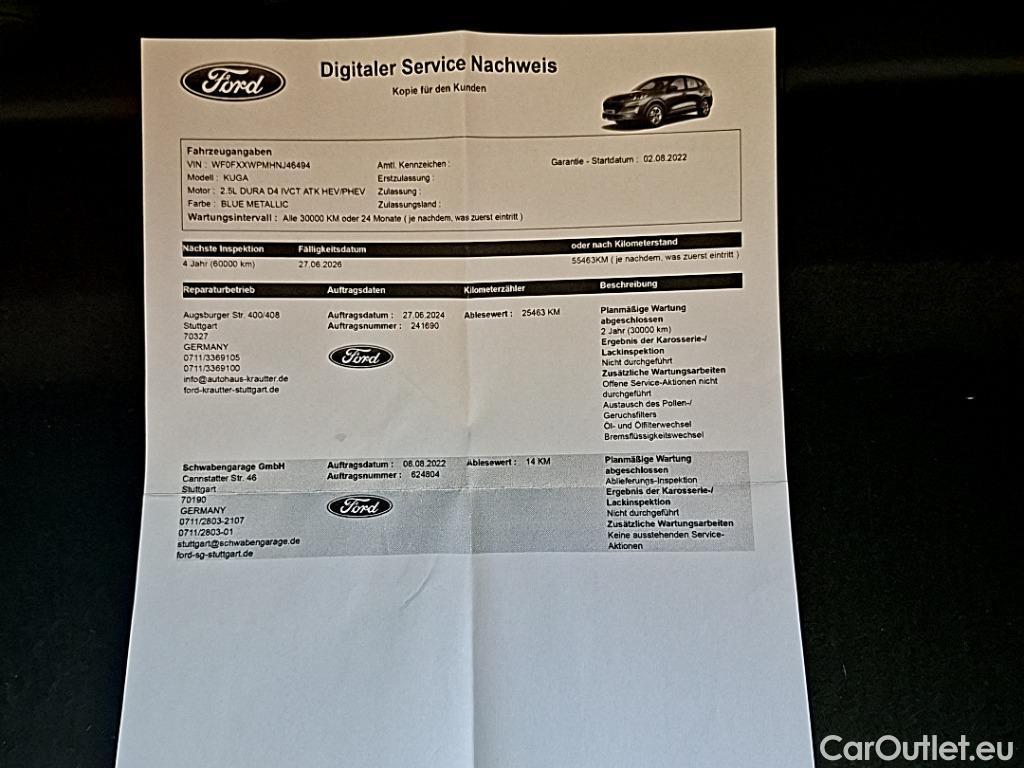 Ford
Digitaler Service Nachweis
Kopie für den Kunden
Fahrzeugangaben
VIN : WF0FXXWPMHNJ46494
Amtl. Kennzeichen :
Garantie - Startdatum : 02.08.2022
Modell : KUGA
Erstzulassung :
Motor : 2.5L DURA D4 IVCT ATK HEV/PHEV
Zulassung :
Farbe : BLUE METALLIC
Zulassungsland :
Wartungsintervall : Alle 30000 KM oder 24 Monate ( je nachdem, was zuerst eintritt )
Nächste Inspektion Fälligkeitsdatum oder nach Kilometerstand
4 Jahr (60000 km) 27.06.2026 55463KM ( je nachdem, was zuerst eintritt )
Reparaturbetrieb Auftragsdaten Kilometerzähler Beschreibung
Augsburger Str. 400/408
Stuttgart
70327
GERMANY
0711/3369105
0711/3369100
info@autohaus-krautter.de
ford-krautter-stuttgart.de
Auftragsdatum : 27.06.2024
Auftragsnummer : 241690
Ford
Ablesewert : 25463 KM
Planmäßige Wartung
abgeschlossen
2 Jahr (30000 km)
Ergebnis der Karosserie-/
Lackinspektion
Nicht durchgeführt
Zusätzliche Wartungsarbeiten
Offene Service-Aktionen nicht
durchgeführt
Austausch des Pollen-/
Geruchsfilters
Öl- und Ölfilterwechsel
Bremsflüssigkeitswechsel
Schwabengarage GmbH
Cannstatter Str. 46
Stuttgart
70190
GERMANY
0711/2803-2107
0711/2803-01
stuttgart@schwabengarage.de
ford-sg-stuttgart.de
Auftragsdatum : 08.08.2022
Auftragsnummer : 624804
Ford
Ablesewert : 14 KM
Planmäßige Wartung
abgeschlossen
Ablieferungs-Inspektion
Ergebnis der Karosserie-/
Lackinspektion
Nicht durchgeführt
Zusätzliche Wartungsarbeiten
Keine ausstehenden Service-
Aktionen
CarOutlet.eu